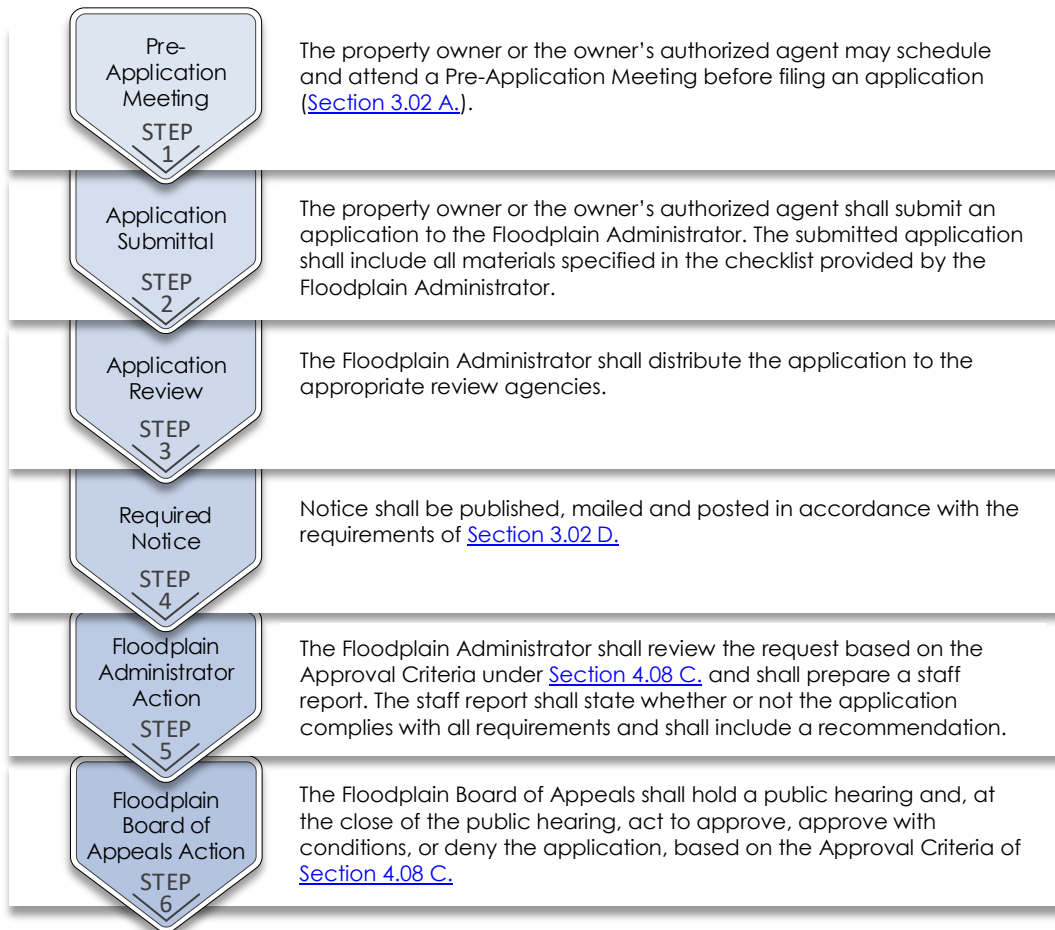 Pre-
Application
Meeting
STEP
1
The property owner or the owner’s authorized agent may schedule
and attend a Pre-Application Meeting before filing an application
(Section 3.02 A.).
Application
Submittal
STEP
2
The property owner or the owner’s authorized agent shall submit an
application to the Floodplain Administrator. The submitted application
shall include all materials specified in the checklist provided by the
Floodplain Administrator.
Application
Review
STEP
3
The Floodplain Administrator shall distribute the application to the
appropriate review agencies.
Required
Notice
STEP
4
Notice shall be published, mailed and posted in accordance with the
requirements of Section 3.02 D.
Floodplain
Administrator
Action
STEP
5
The Floodplain Administrator shall review the request based on the
Approval Criteria under Section 4.08 C. and shall prepare a staff
report. The staff report shall state whether or not the application
complies with all requirements and shall include a recommendation.
Floodplain
Board of
Appeals Action
STEP
6
The Floodplain Board of Appeals shall hold a public hearing and, at
the close of the public hearing, act to approve, approve with
conditions, or deny the application, based on the Approval Criteria of
Section 4.08 C.